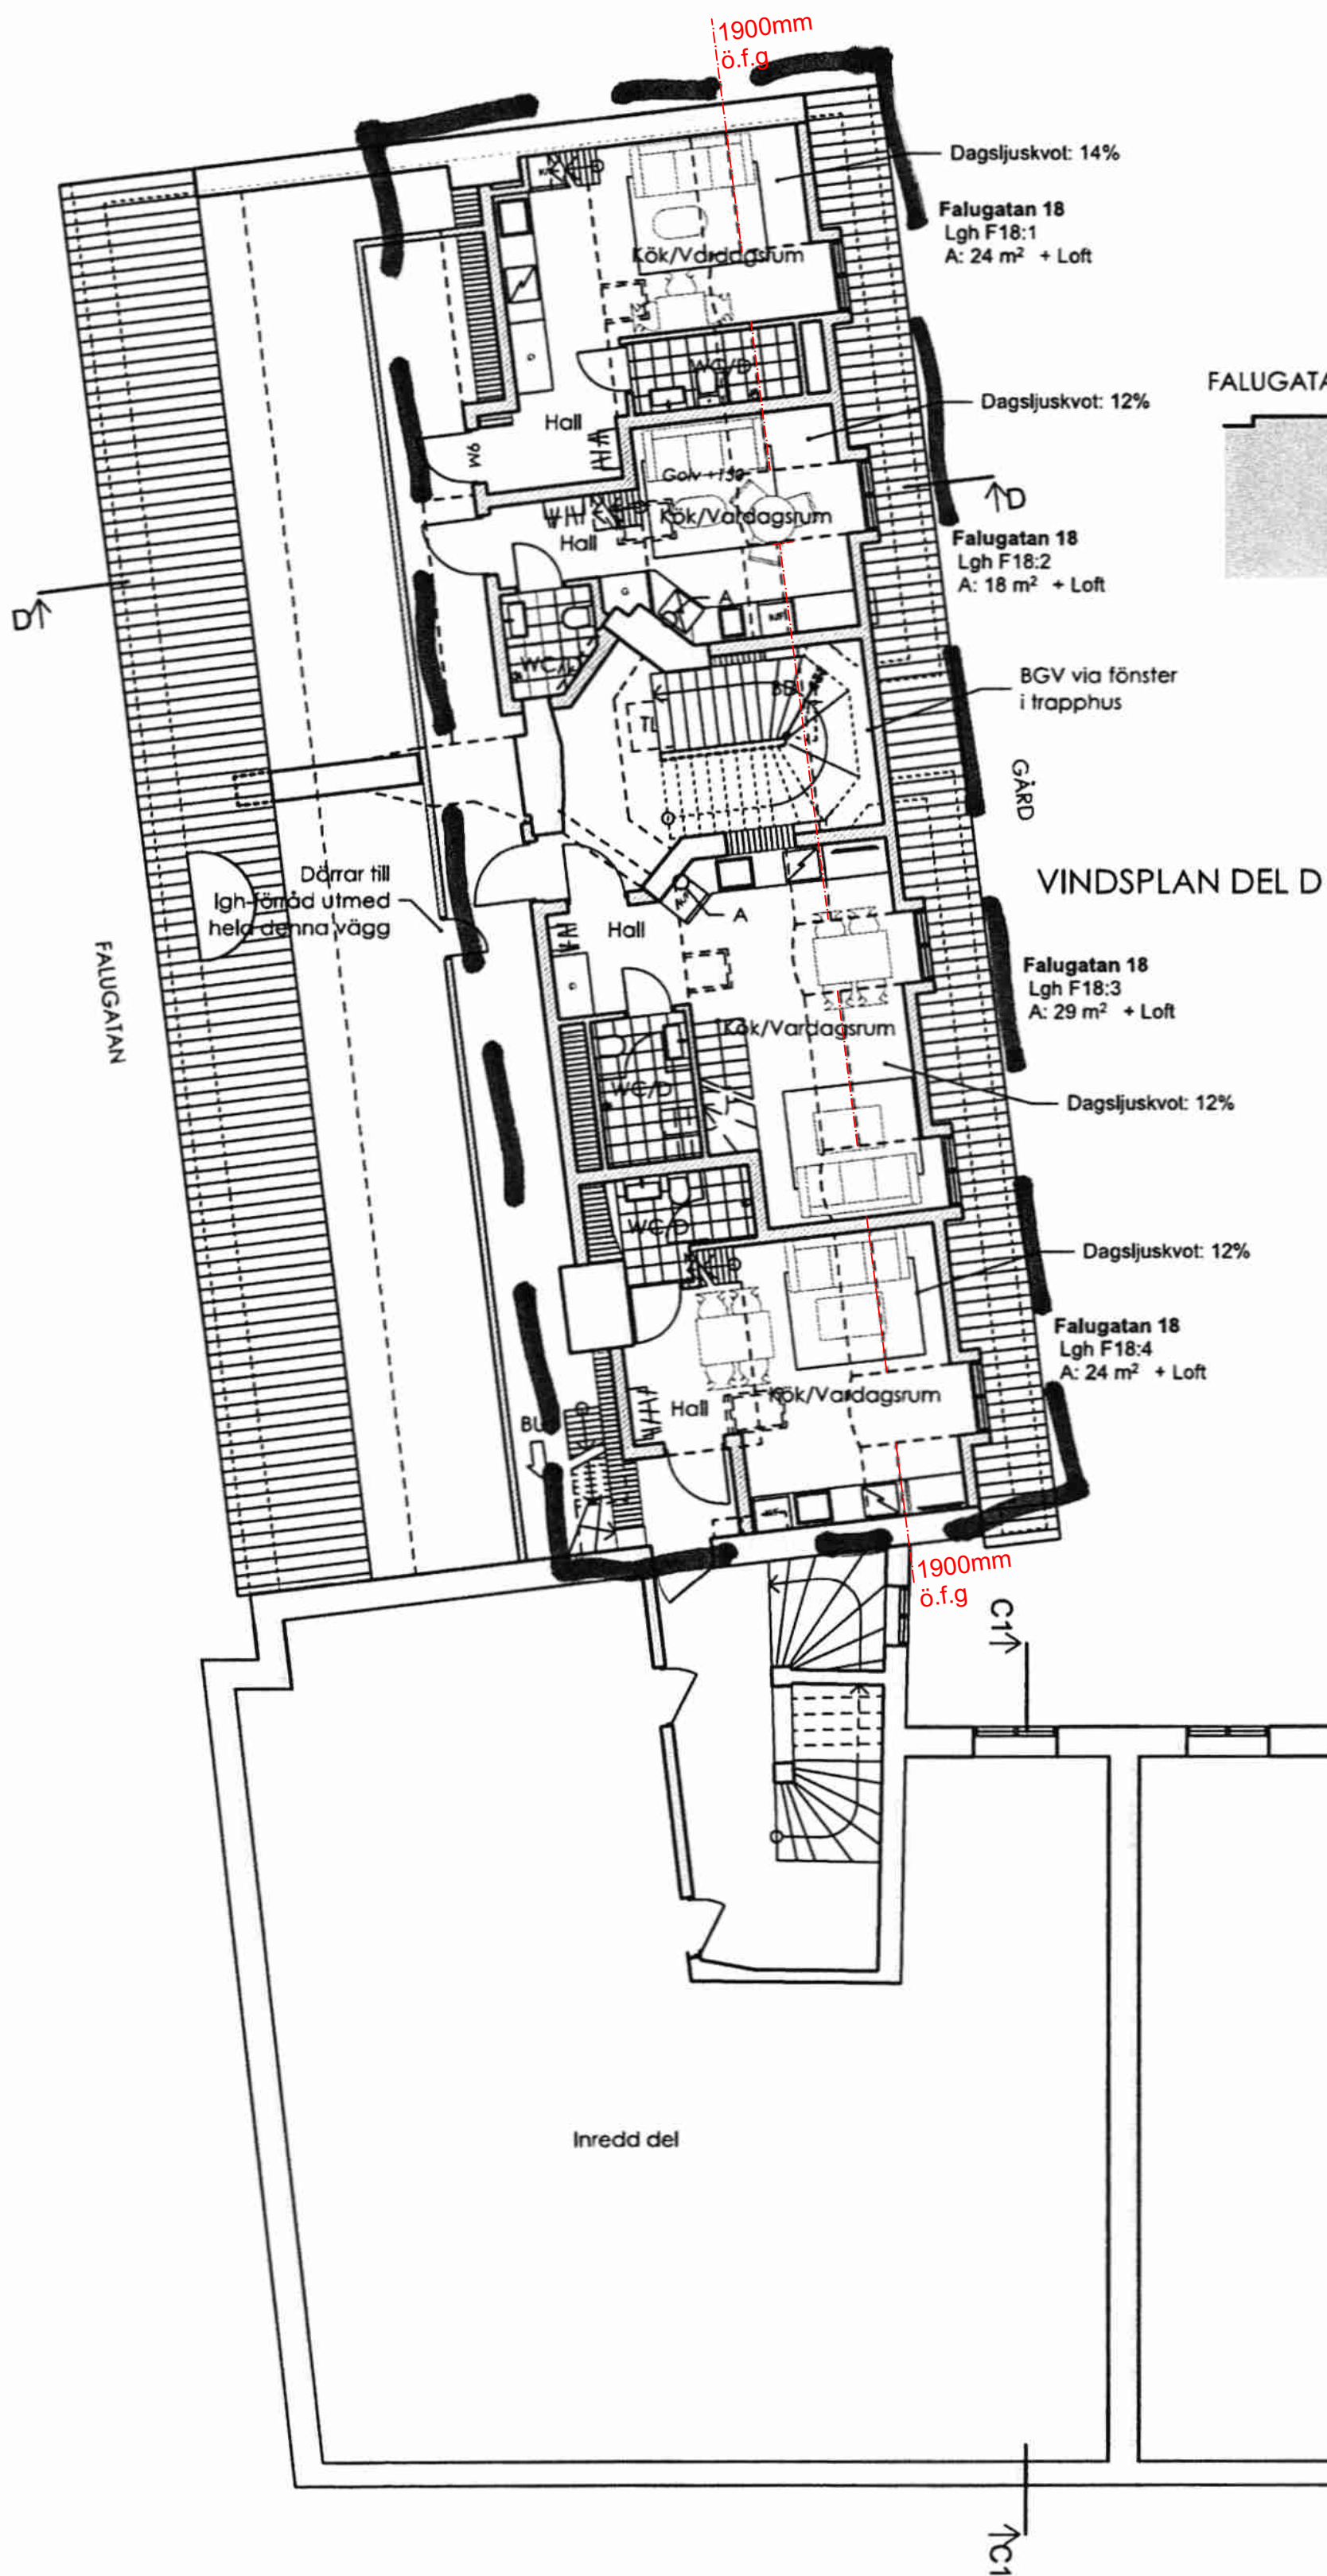 1900mm
ö.f.g
Dagsljuskvot: 14%
Falugatan 18
Lgh F18:1
A: 24 m² + Loft
Kök/Vardagsrum
WC/D
FALUGATA
Dagsljuskvot: 12%
Hall
9M
Golv +150
Kök/Vardagsrum
Hall
D
Falugatan 18
Lgh F18:2
A: 18 m² + Loft
D
A
WC
BGV via fönster
i trapphus
TL
GÅRD
VINDSPLAN DEL D
Dörrar till
lgh-förråd utmed
hela denna vägg
A
Hall
FALUGATAN
Falugatan 18
Lgh F18:3
A: 29 m² + Loft
Kök/Vardagsrum
WC/D
Dagsljuskvot: 12%
WC/D
Dagsljuskvot: 12%
Falugatan 18
Lgh F18:4
A: 24 m² + Loft
Kök/Vardagsrum
Hall
1900mm
ö.f.g
C1
Inredd del
C1